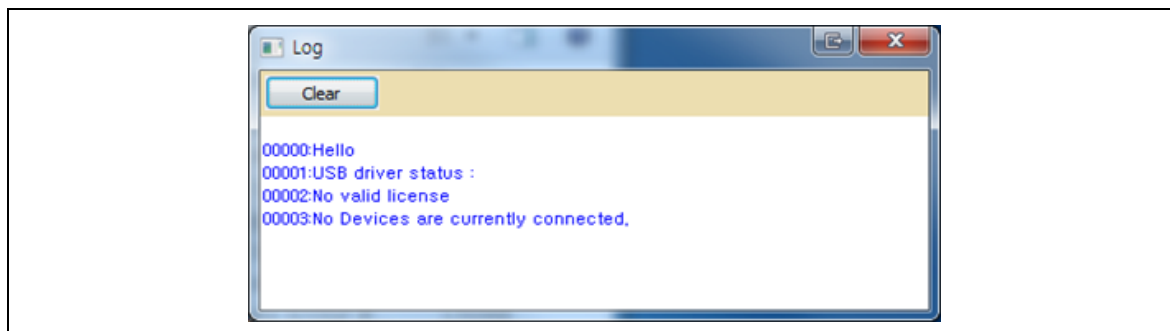 Log
Clear
00000:Hello
00001:USB driver status :
00002:No valid license
00003:No Devices are currently connected.